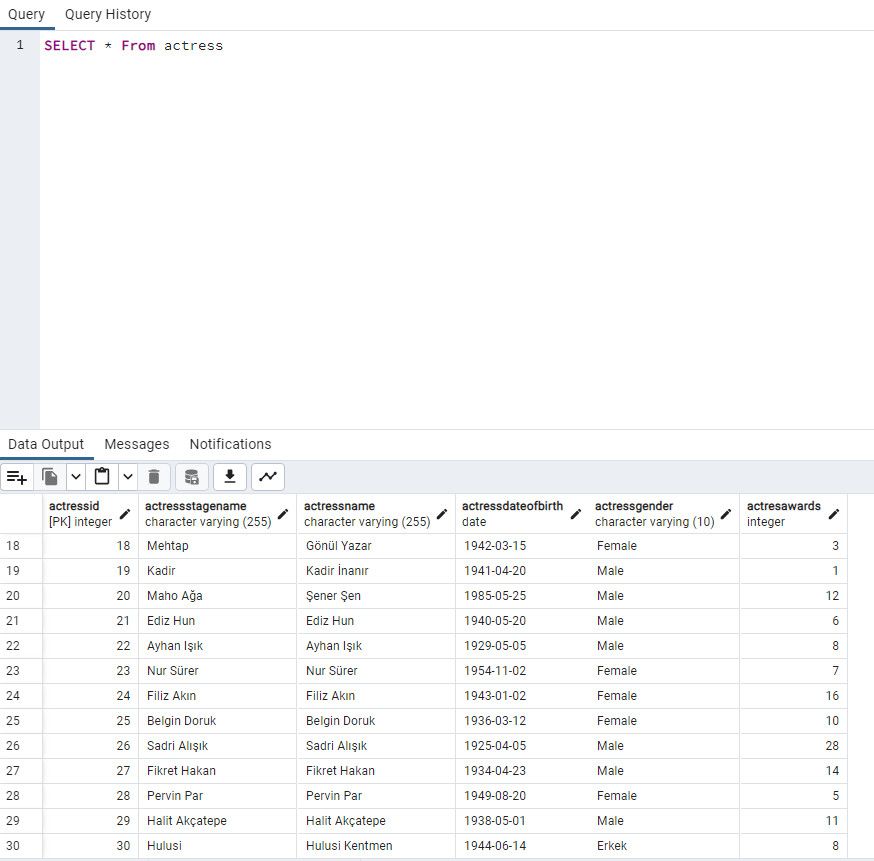 Query Query History
1 SELECT * From actress
Data Output Messages Notifications
actressid actressstagename actressname actressdateofbirth actressgender actresawards
[PK] integer character varying (255) character varying (255) date character varying (10) integer
18 18 Mehtap Gönül Yazar 1942-03-15 Female 3
19 19 Kadir Kadir İnanır 1941-04-20 Male 1
20 20 Maho Ağa Şener Şen 1985-05-25 Male 12
21 21 Ediz Hun Ediz Hun 1940-05-20 Male 6
22 22 Ayhan Işık Ayhan Işık 1929-05-05 Male 8
23 23 Nur Sürer Nur Sürer 1954-11-02 Female 7
24 24 Filiz Akın Filiz Akın 1943-01-02 Female 16
25 25 Belgin Doruk Belgin Doruk 1936-03-12 Female 10
26 26 Sadri Alışık Sadri Alışık 1925-04-05 Male 28
27 27 Fikret Hakan Fikret Hakan 1934-04-23 Male 14
28 28 Pervin Par Pervin Par 1949-08-20 Female 5
29 29 Halit Akçatepe Halit Akçatepe 1938-05-01 Male 11
30 30 Hulusi Hulusi Kentmen 1944-06-14 Erkek 8